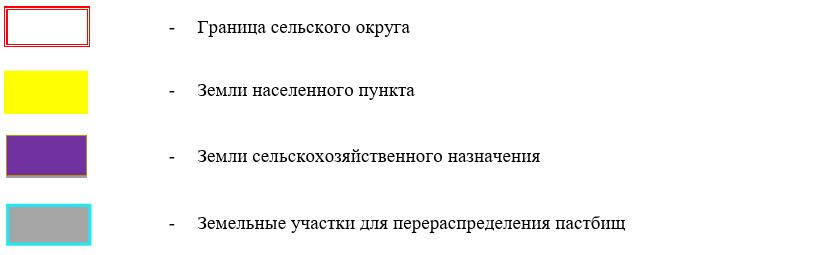 - Граница сельского округа
- Земли населенного пункта
- Земли сельскохозяйственного назначения
- Земельные участки для перераспределения пастбищ